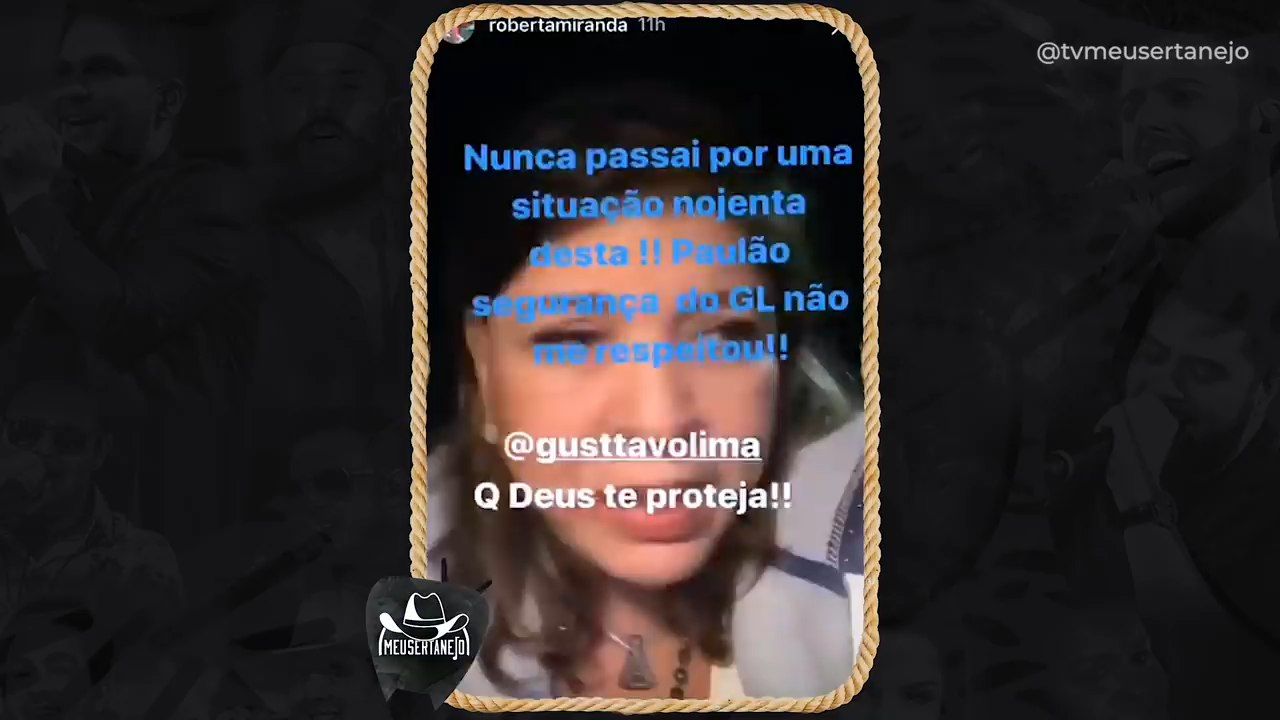 robertamiranda 11h
@tvmeusertanejo
Nunca passai por uma
situação nojenta
desta !! Paulão
segurança do GL não
me respeitou!!
@gusttavolima
Q Deus te proteja!!
MEUSERTANEJO